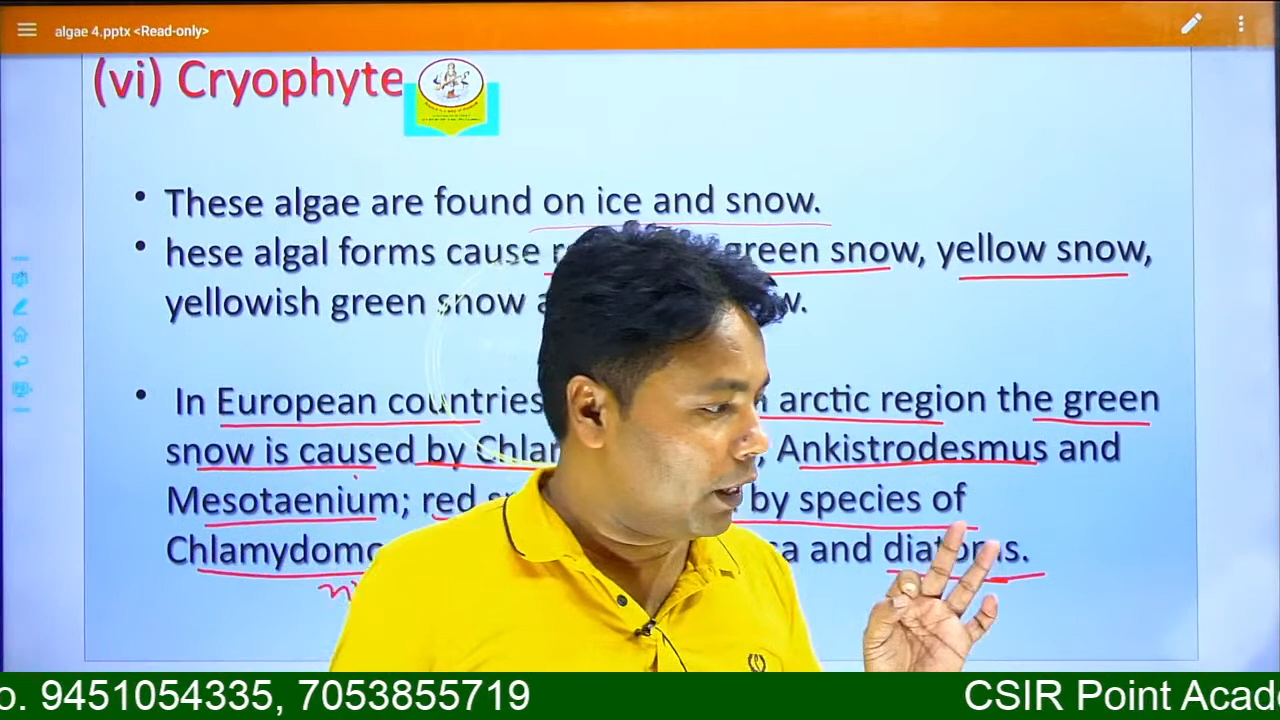 algae 4.pptx <Read-only>
(vi) Cryophyte
• These algae are found on ice and snow.
• hese algal forms cause green snow, yellow snow,
yellowish green snow
• In European countries arctic region the green
snow is caused by Ankistrodesmus and
Mesotaenium; red by species of
and diatoms.
o. 9451054335, 7053855719 CSIR Point